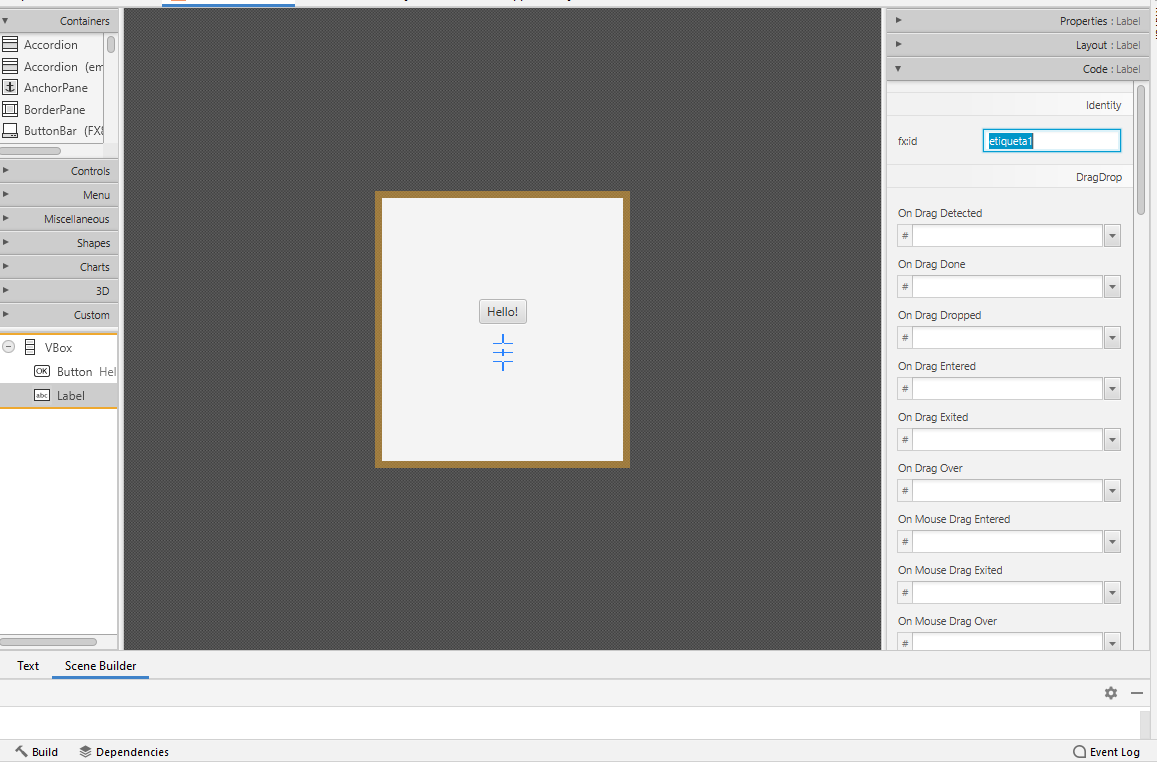 Containers
Accordion
Accordion (em
AnchorPane
BorderPane
ButtonBar (FX8
Controls
Menu
Miscellaneous
Shapes
Charts
3D
Custom
VBox
OK Button Hel
abc Label
Hello!
Properties : Label
Layout : Label
Code : Label
Identity
fx:id etiqueta1
DragDrop
On Drag Detected
#
On Drag Done
#
On Drag Dropped
#
On Drag Entered
#
On Drag Exited
#
On Drag Over
#
On Mouse Drag Entered
#
On Mouse Drag Exited
#
On Mouse Drag Over
#
Text Scene Builder
Build Dependencies Event Log